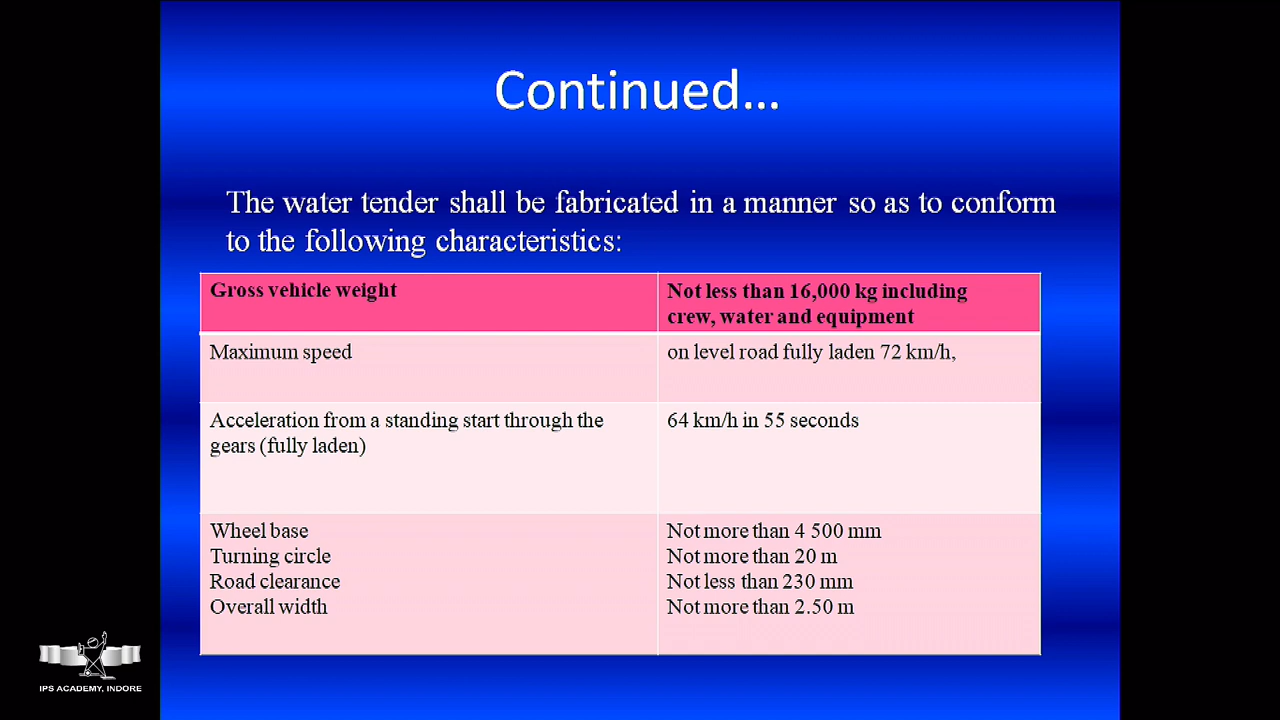 Continued...
The water tender shall be fabricated in a manner so as to conform
to the following characteristics:
Gross vehicle weight
Not less than 16,000 kg including
crew, water and equipment
Maximum speed
on level road fully laden 72 km/h,
Acceleration from a standing start through the
gears (fully laden)
64 km/h in 55 seconds
Wheel base
Turning circle
Road clearance
Overall width
Not more than 4 500 mm
Not more than 20 m
Not less than 230 mm
Not more than 2.50 m
IPS ACADEMY, INDORE